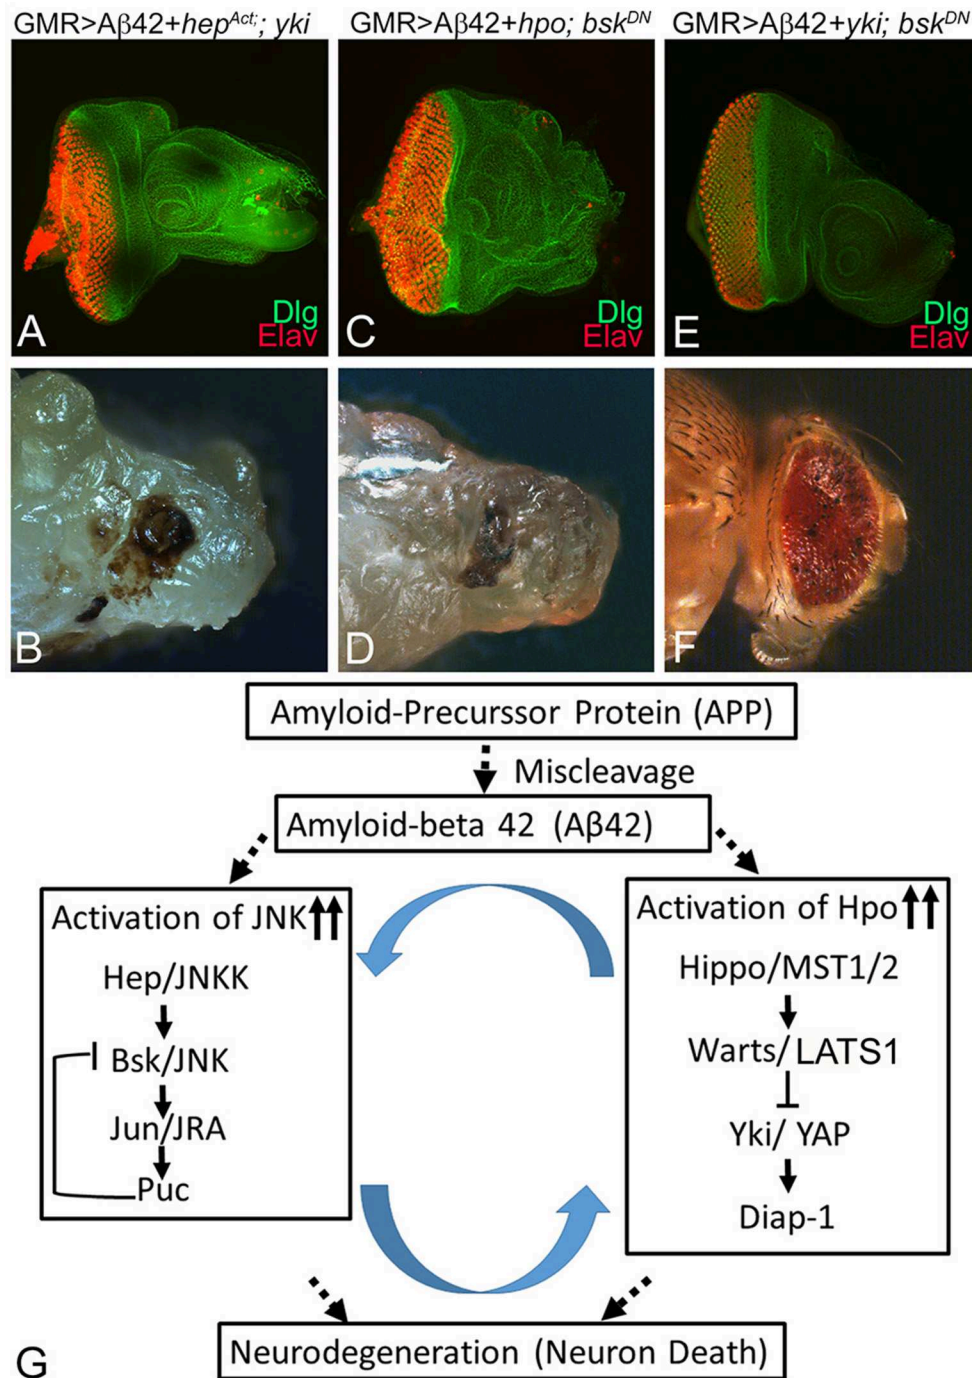 GMR>Aβ42+hepAct;; yki
GMR>Aβ42+hpo; bskDN
GMR>Aβ42+yki; bskDN
Dlg
Elav
A
Dlg
Elav
C
Dlg
Elav
E
B
D
F
Amyloid-Precurssor Protein (APP)
Miscleavage
Amyloid-beta 42 (Aβ42)
Activation of JNK
Hep/JNKK
Bsk/JNK
Jun/JRA
Puc
Activation of Hpo
Hippo/MST1/2
Warts/LATS1
Yki/ YAP
Diap-1
Neurodegeneration (Neuron Death)
G